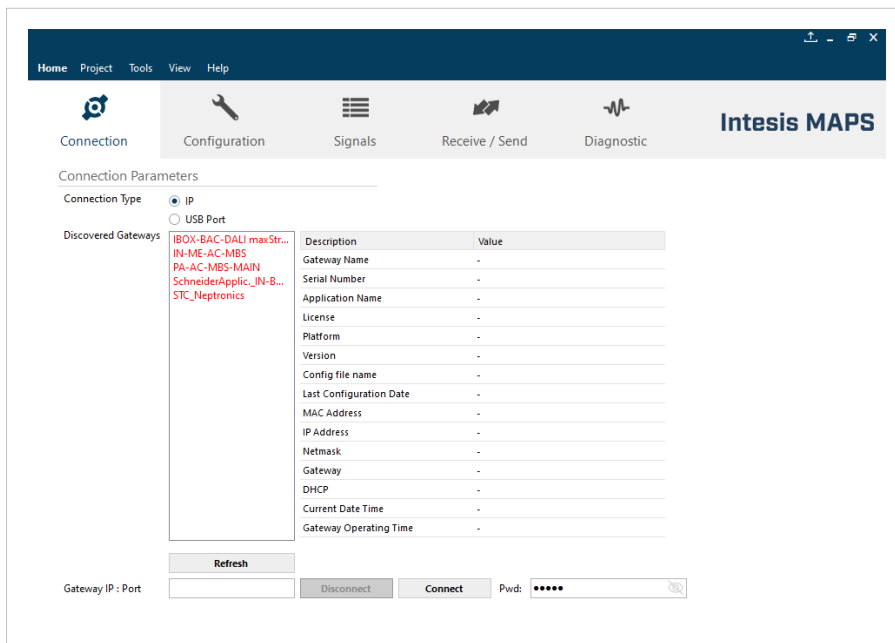 Home Project Tools View Help
Connection Configuration Signals Receive / Send Diagnostic Intesis MAPS
Connection Parameters
Connection Type IP
USB Port
Discovered Gateways
IBOX-BAC-DALI maxStr...
IN-ME-AC-MBS
PA-AC-MBS-MAIN
SchneiderApplic._IN-B...
STC_Neptronics
Description Value
Gateway Name -
Serial Number -
Application Name -
License -
Platform -
Version -
Config file name -
Last Configuration Date -
MAC Address -
IP Address -
Netmask -
Gateway -
DHCP -
Current Date Time -
Gateway Operating Time -
Refresh
Gateway IP : Port Disconnect Connect Pwd: •••••